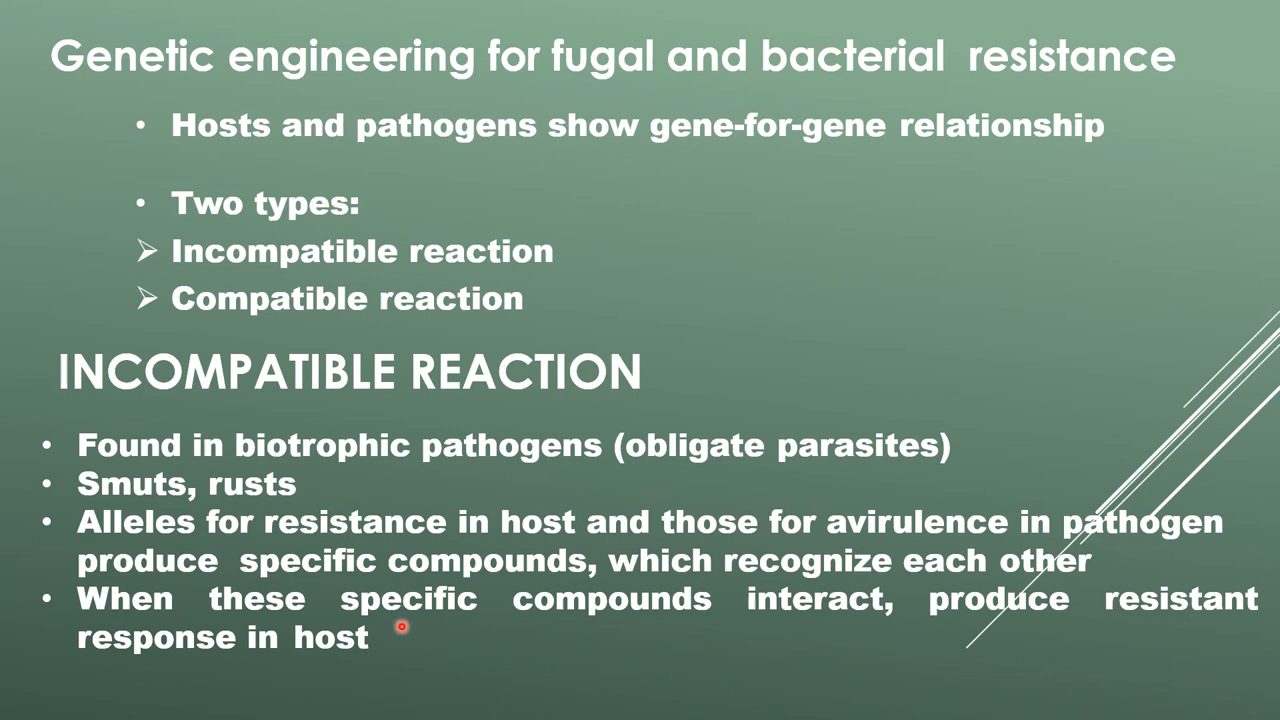 Genetic engineering for fugal and bacterial resistance
• Hosts and pathogens show gene-for-gene relationship
• Two types:
➢ Incompatible reaction
➢ Compatible reaction
INCOMPATIBLE REACTION
• Found in biotrophic pathogens (obligate parasites)
• Smuts, rusts
• Alleles for resistance in host and those for avirulence in pathogen
produce specific compounds, which recognize each other
• When these specific compounds interact, produce resistant
response in host